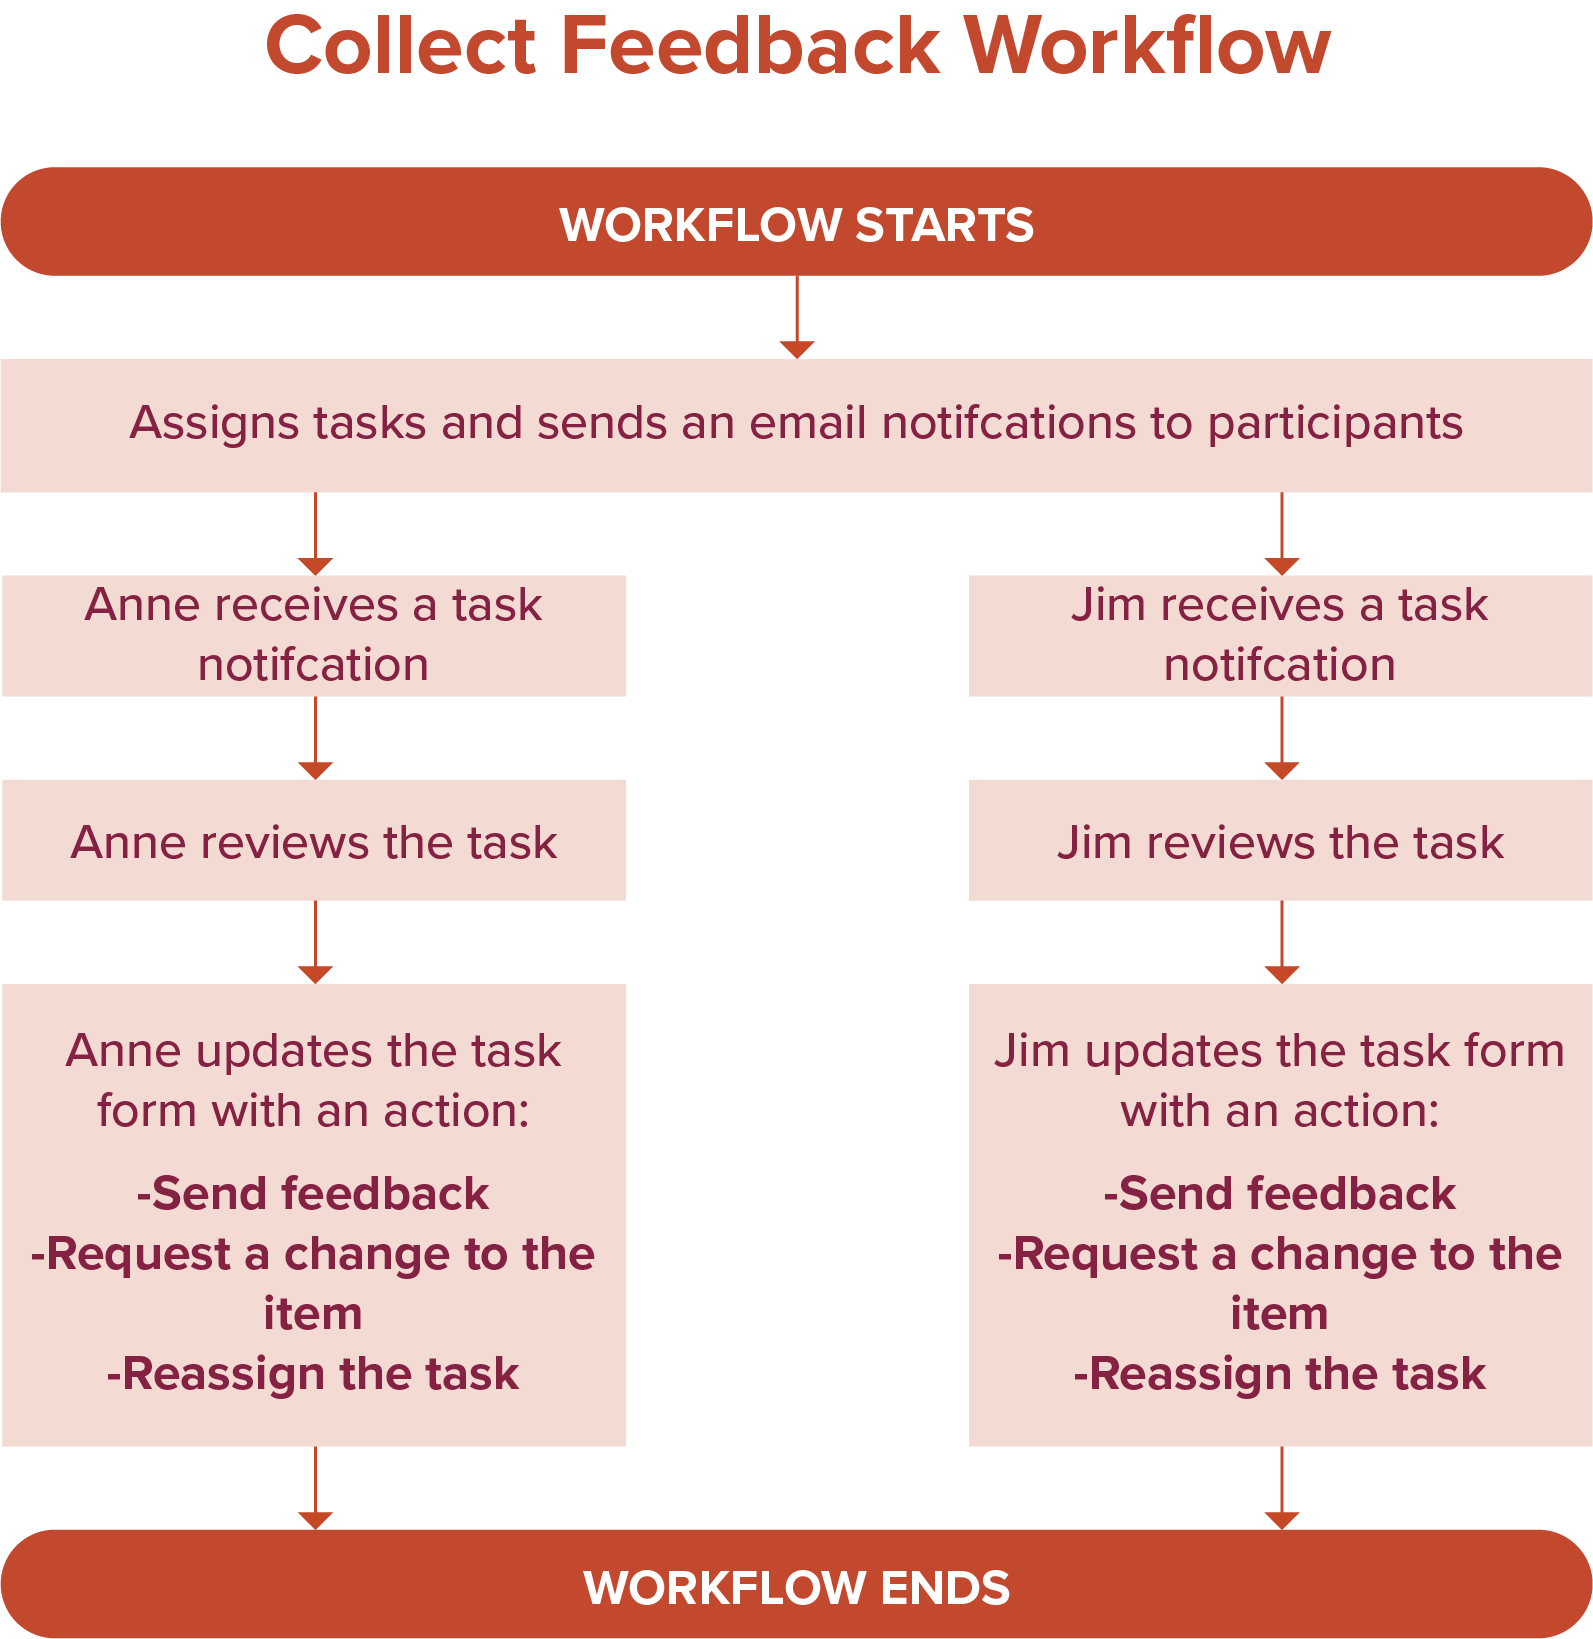 Collect Feedback Workflow
WORKFLOW STARTS
Assigns tasks and sends an email notifcations to participants
Anne receives a task
notifcation
Anne reviews the task
Anne updates the task
form with an action:
-Send feedback
-Request a change to the
item
-Reassign the task
Jim receives a task
notifcation
Jim reviews the task
Jim updates the task form
with an action:
-Send feedback
-Request a change to the
item
-Reassign the task
WORKFLOW ENDS